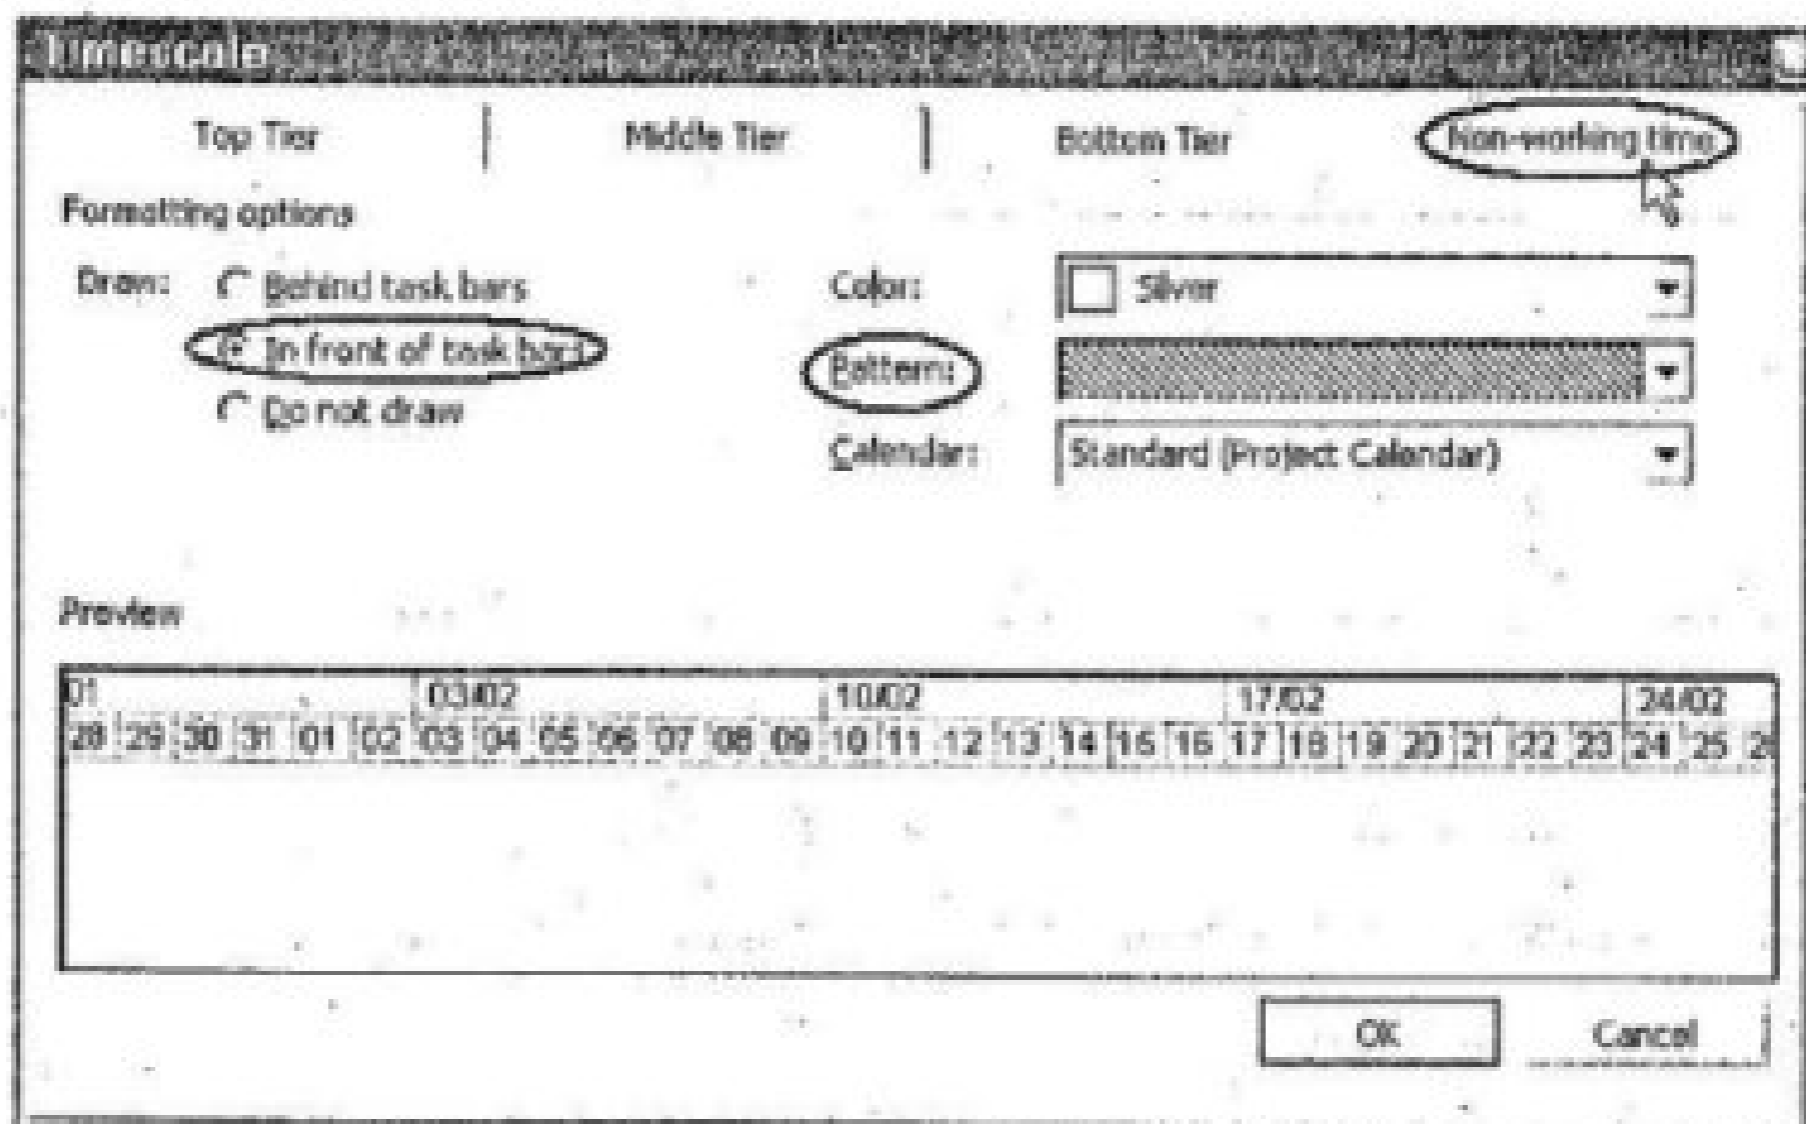 Timescale
Top Tier Middle Tier Bottom Tier Non-working time
Formatting options
Draw: Behind task bars Color: Silver
In front of task bars Pattern:
Do not draw
Calendar: Standard (Project Calendar)
Preview
01 03/02 10/02 17/02 24/02
28 29 30 31 01 02 03 04 05 06 07 08 09 10 11 12 13 14 15 16 17 18 19 20 21 22 23 24 25 26
OK Cancel